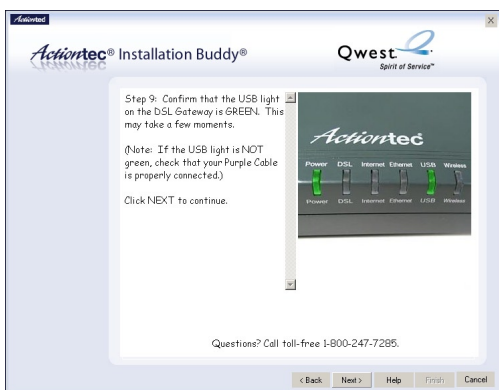 Actiontec
Actiontec® Installation Buddy®
Qwest
Spirit of Service™
Step 9: Confirm that the USB light
on the DSL Gateway is GREEN. This
may take a few moments.
(Note: If the USB light is NOT
green, check that your Purple Cable
is properly connected.)
Click NEXT to continue.
Actiontec
Power DSL Internet Ethernet USB Wireless
Power DSL Internet Ethernet USB Wireless
Questions? Call toll-free 1-800-247-7285.
< Back Next > Help Finish Cancel